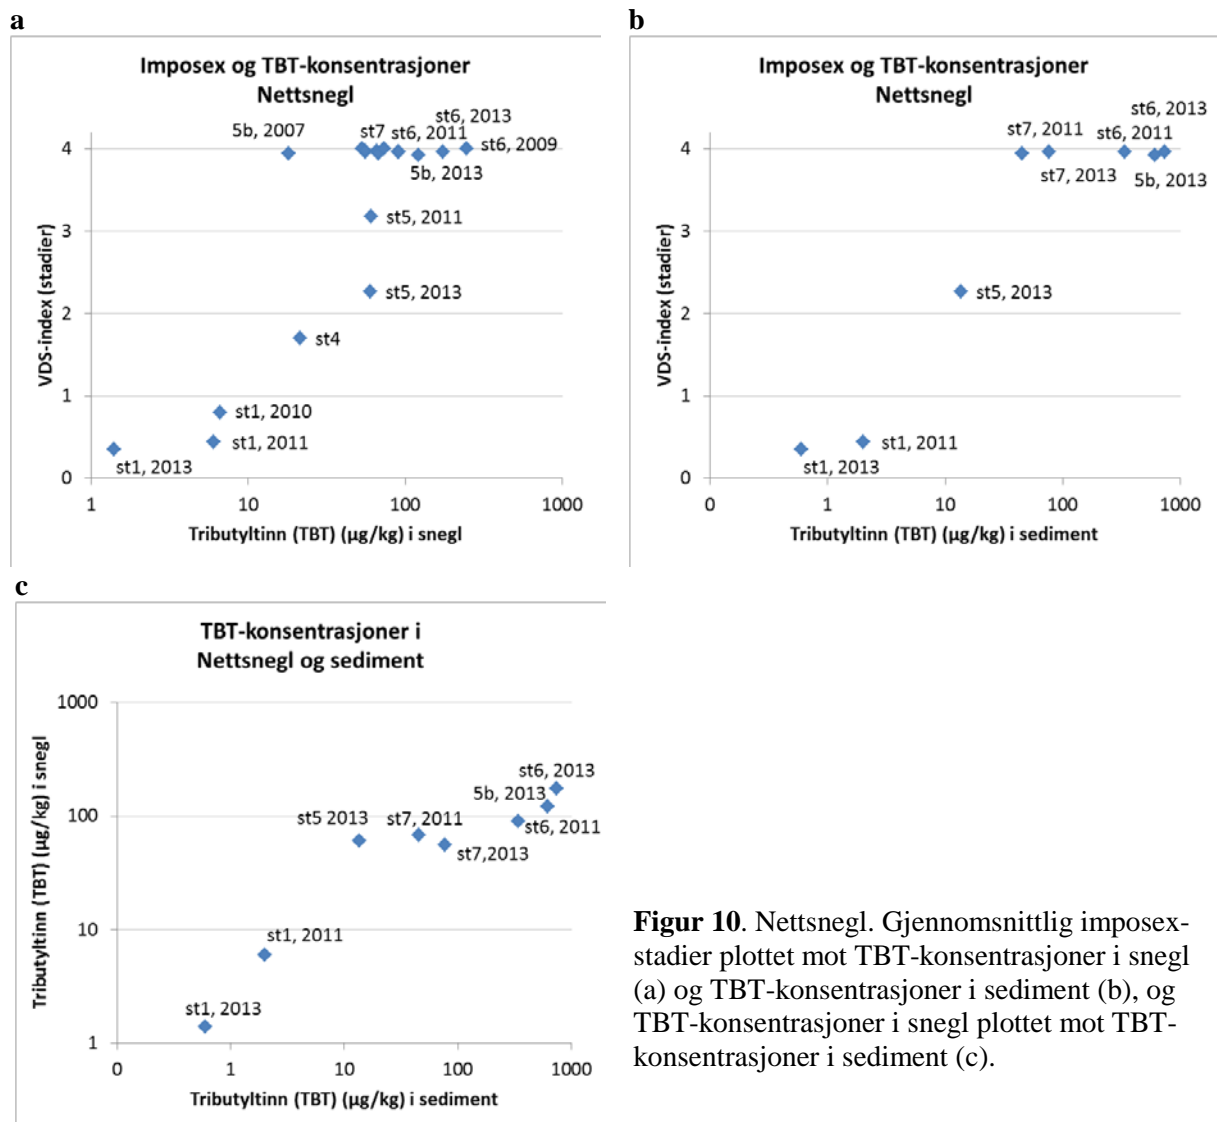 a
Imposex og TBT-konsentrasjoner
Nettsnegl
VDS-index (stadier)
4
3
2
1
0
5b, 2007
st7
st6, 2011
st6, 2013
st6, 2009
5b, 2013
st5, 2011
st5, 2013
st4
st1, 2010
st1, 2011
st1, 2013
1 10 100 1000
Tributyltinn (TBT) (µg/kg) i snegl
b
Imposex og TBT-konsentrasjoner
Nettsnegl
VDS-index (stadier)
4
3
2
1
0
st6, 2013
st7, 2011
st6, 2011
st7, 2013
5b, 2013
st5, 2013
st1, 2011
st1, 2013
0 1 10 100 1000
Tributyltinn (TBT) (µg/kg) i sediment
c
TBT-konsentrasjoner i
Nettsnegl og sediment
Tributyltinn (TBT) (µg/kg) i snegl
1000
100
10
1
st6, 2013
5b, 2013
st5 2013
st7, 2011
st6, 2011
st7,2013
st1, 2011
st1, 2013
0 1 10 100 1000
Tributyltinn (TBT) (µg/kg) i sediment
Figur 10. Nettsnegl. Gjennomsnittlig imposex-
stadier plottet mot TBT-konsentrasjoner i snegl
(a) og TBT-konsentrasjoner i sediment (b), og
TBT-konsentrasjoner i snegl plottet mot TBT-
konsentrasjoner i sediment (c).